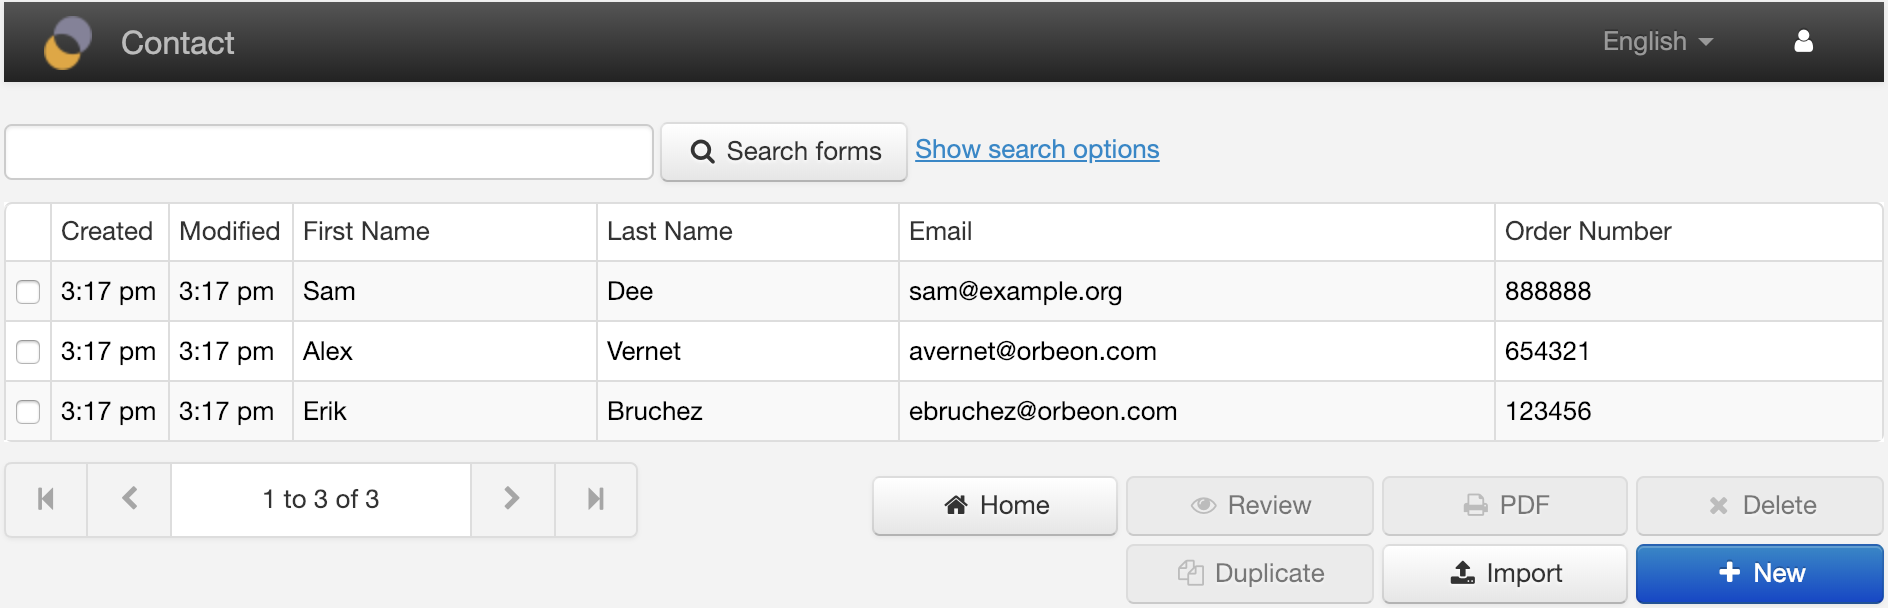 Contact English
Search forms Show search options
Created Modified First Name Last Name Email Order Number
3:17 pm 3:17 pm Sam Dee sam@example.org 888888
3:17 pm 3:17 pm Alex Vernet avernet@orbeon.com 654321
3:17 pm 3:17 pm Erik Bruchez ebruchez@orbeon.com 123456
1 to 3 of 3 Home Review PDF Delete
Duplicate Import New